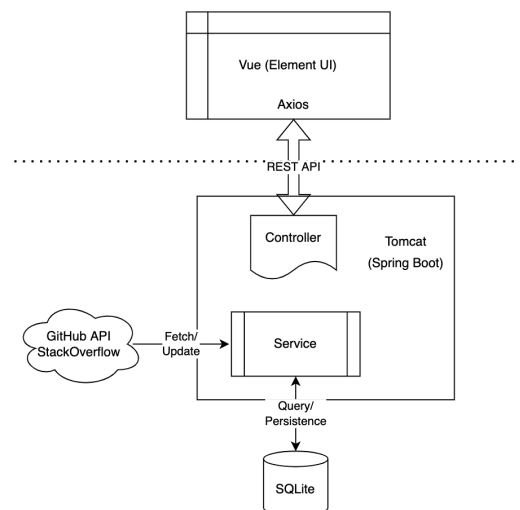 Vue (Element UI)
Axios
REST API
Controller
Tomcat
(Spring Boot)
GitHub API
StackOverflow
Fetch/
Update
Service
Query/
Persistence
SQLite